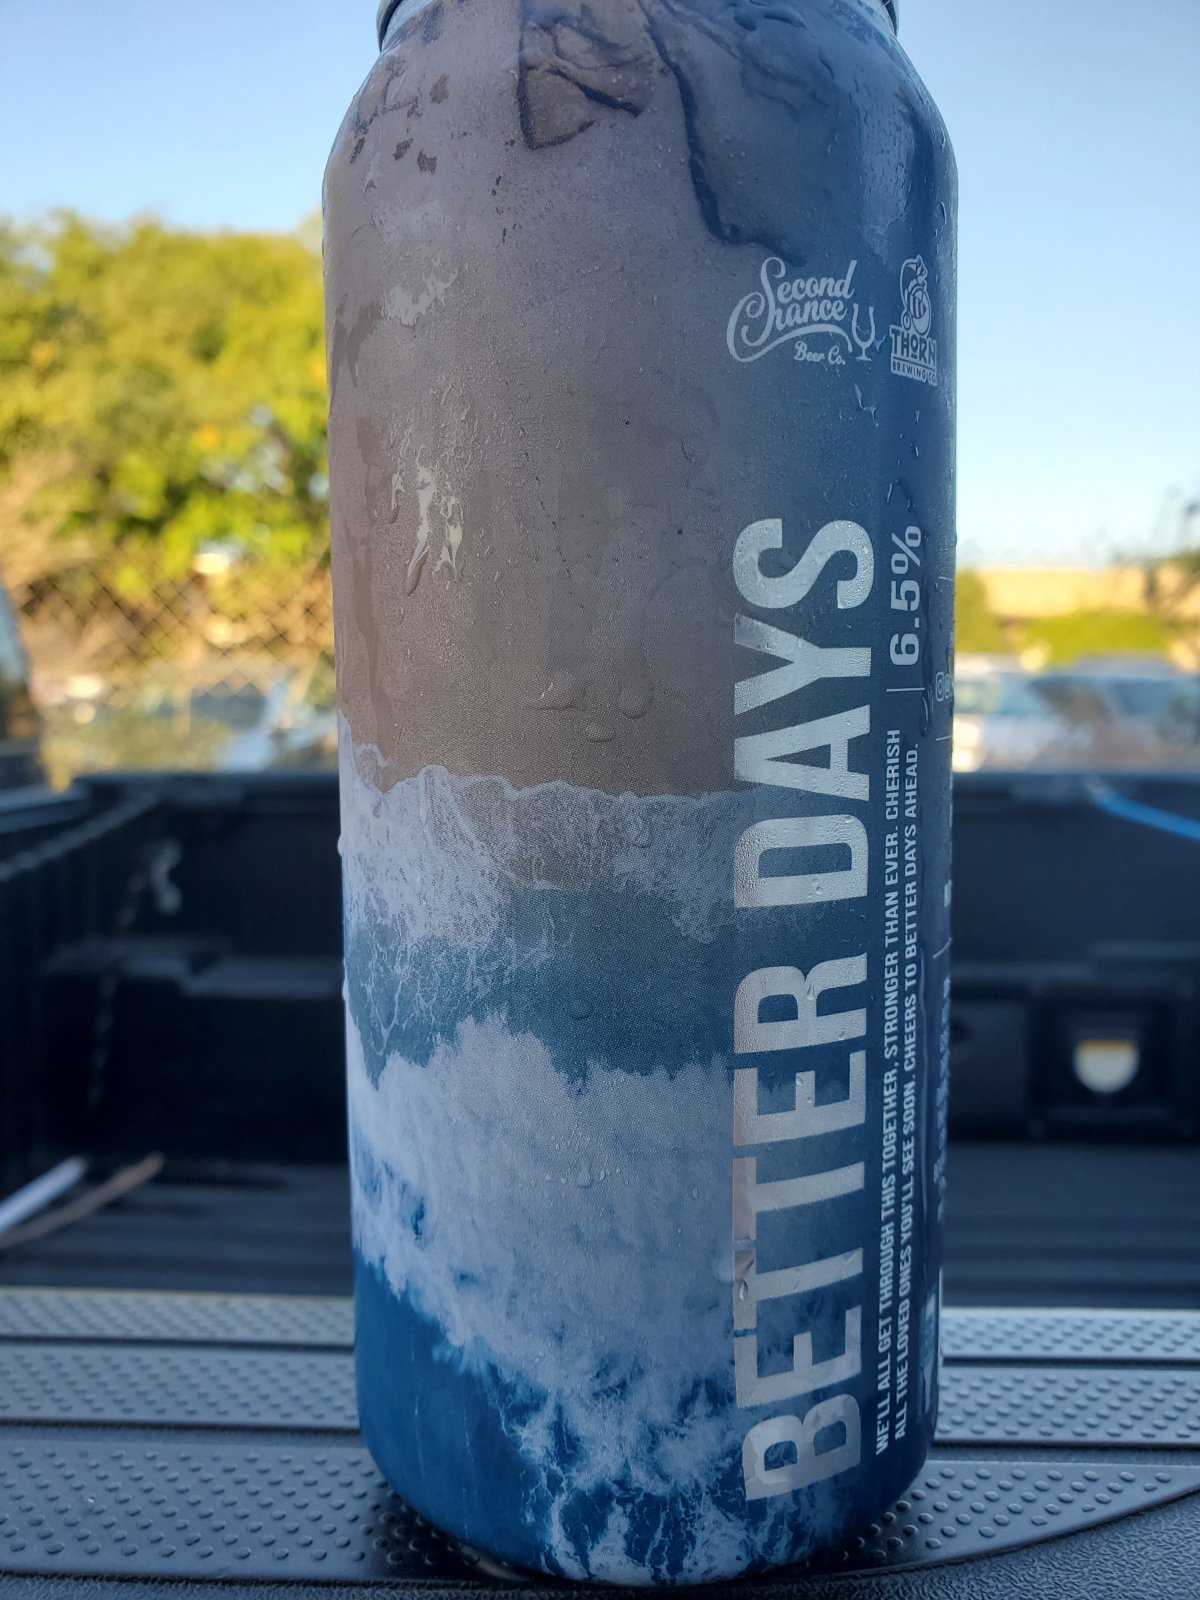 Second
Chance
Beer Co.
THORN
BREWING CO.
BETTER DAYS
6.5%
WE'LL ALL GET THROUGH THIS TOGETHER, STRONGER THAN EVER. CHERISH
ALL THE LOVED ONES YOU'LL SEE SOON. CHEERS TO BETTER DAYS AHEAD.